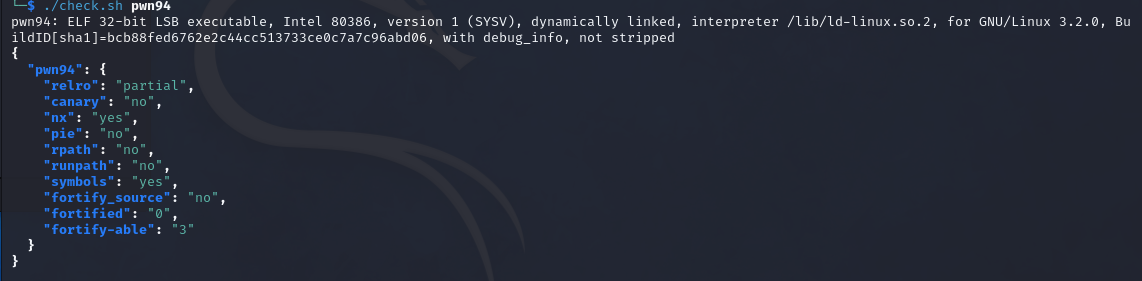 └─$ ./check.sh pwn94
pwn94: ELF 32-bit LSB executable, Intel 80386, version 1 (SYSV), dynamically linked, interpreter /lib/ld-linux.so.2, for GNU/Linux 3.2.0, Bu
ildID[sha1]=bcb88fed6762e2c44cc513733ce0c7a7c96abd06, with debug_info, not stripped
{
  "pwn94": {
    "relro": "partial",
    "canary": "no",
    "nx": "yes",
    "pie": "no",
    "rpath": "no",
    "runpath": "no",
    "symbols": "yes",
    "fortify_source": "no",
    "fortified": "0",
    "fortify-able": "3"
  }
}